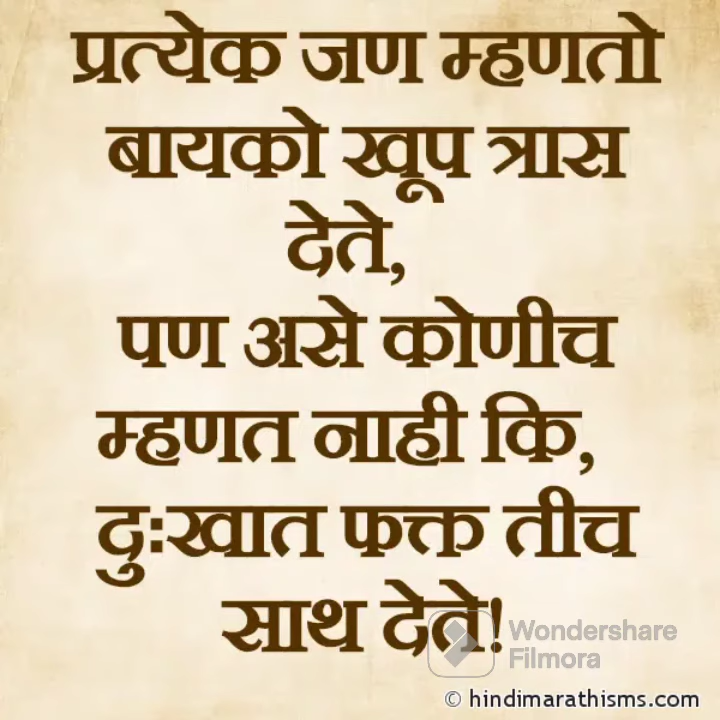 प्रत्येक जण म्हणतो
बायको खूप त्रास
देते,
पण असे कोणीच
म्हणत नाही कि,
दुःखात फक्त तीच
साथ देते!
Wondershare
Filmora
© hindimarathisms.com